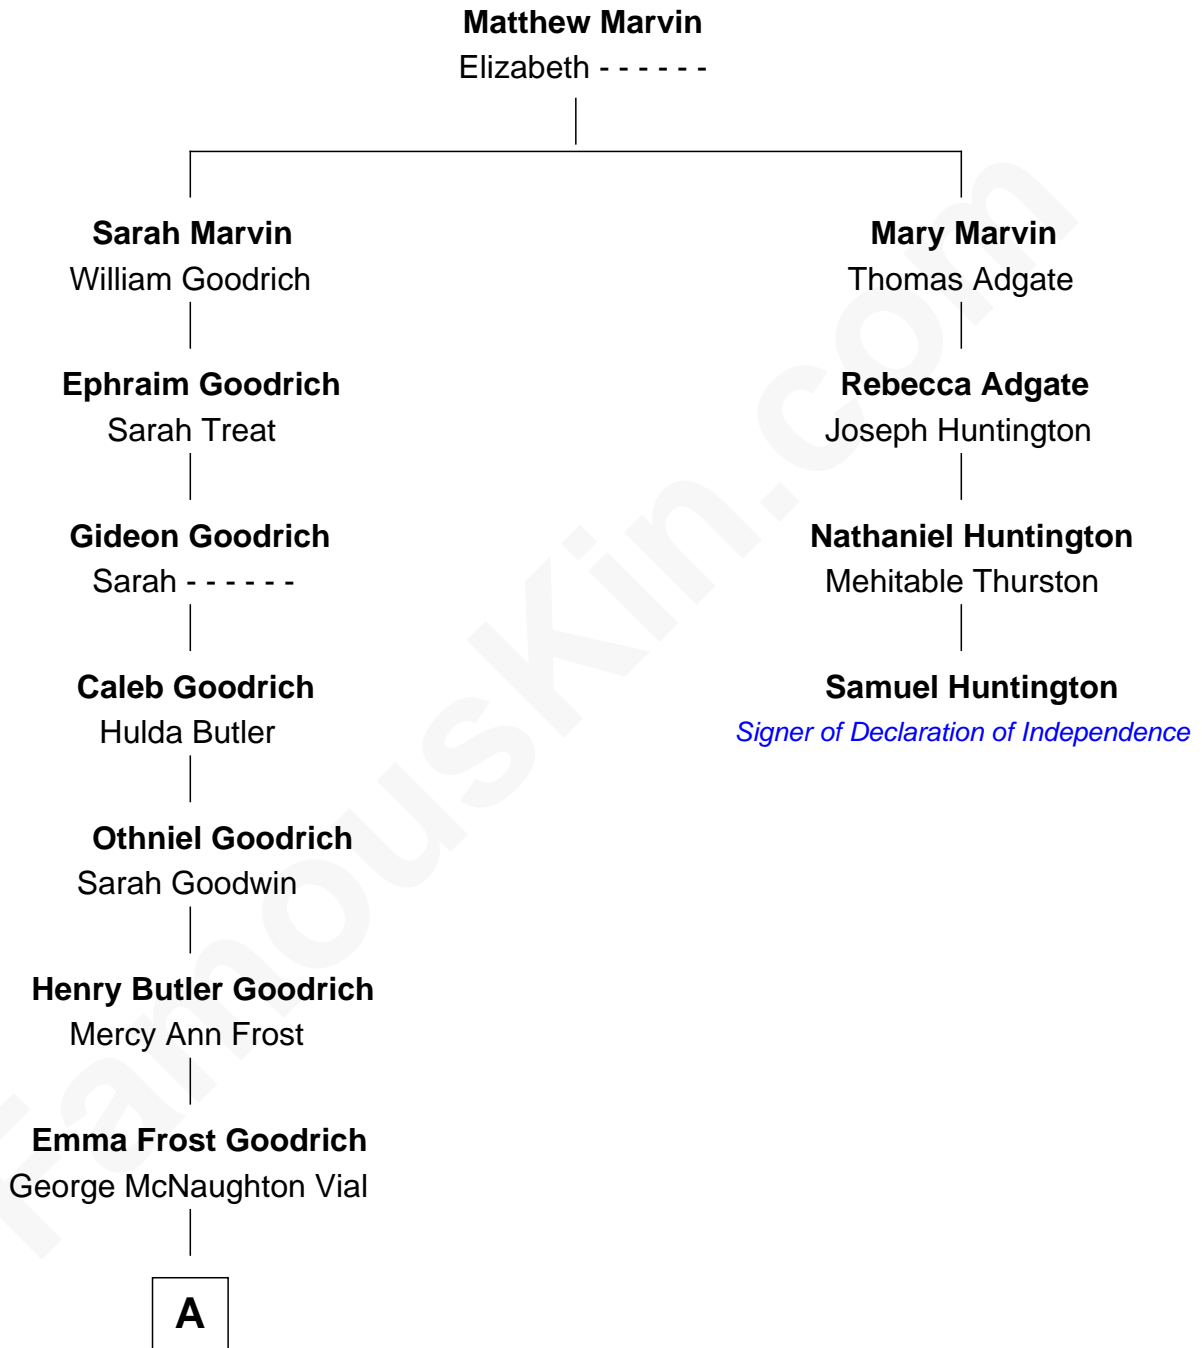 Matthew Marvin
Elizabeth - - - - - -
Sarah Marvin
William Goodrich
Ephraim Goodrich
Sarah Treat
Gideon Goodrich
Sarah - - - - - -
Caleb Goodrich
Hulda Butler
Othniel Goodrich
Sarah Goodwin
Henry Butler Goodrich
Mercy Ann Frost
Emma Frost Goodrich
George McNaughton Vial
A
Mary Marvin
Thomas Adgate
Rebecca Adgate
Joseph Huntington
Nathaniel Huntington
Mehitable Thurston
Samuel Huntington
Signer of Declaration of Independence
FamousKin.com